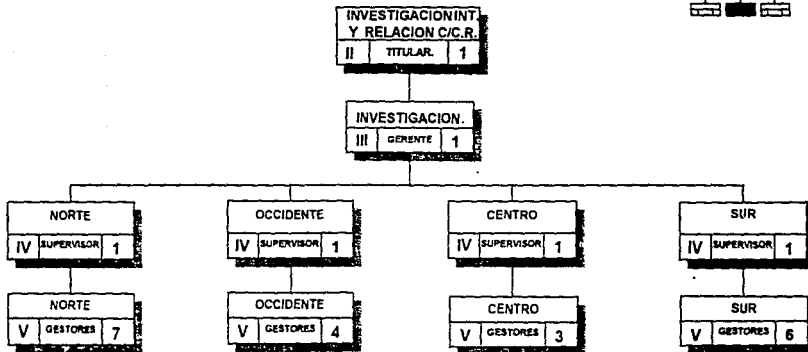 INVESTIGACION INT.
Y RELACION C/C.R.
II TITULAR. 1
INVESTIGACION.
III GERENTE 1
NORTE
IV SUPERVISOR 1
OCCIDENTE
IV SUPERVISOR 1
CENTRO
IV SUPERVISOR 1
SUR
IV SUPERVISOR 1
NORTE
V GESTORES 7
OCCIDENTE
V GESTORES 4
CENTRO
V GESTORES 3
SUR
V GESTORES 6